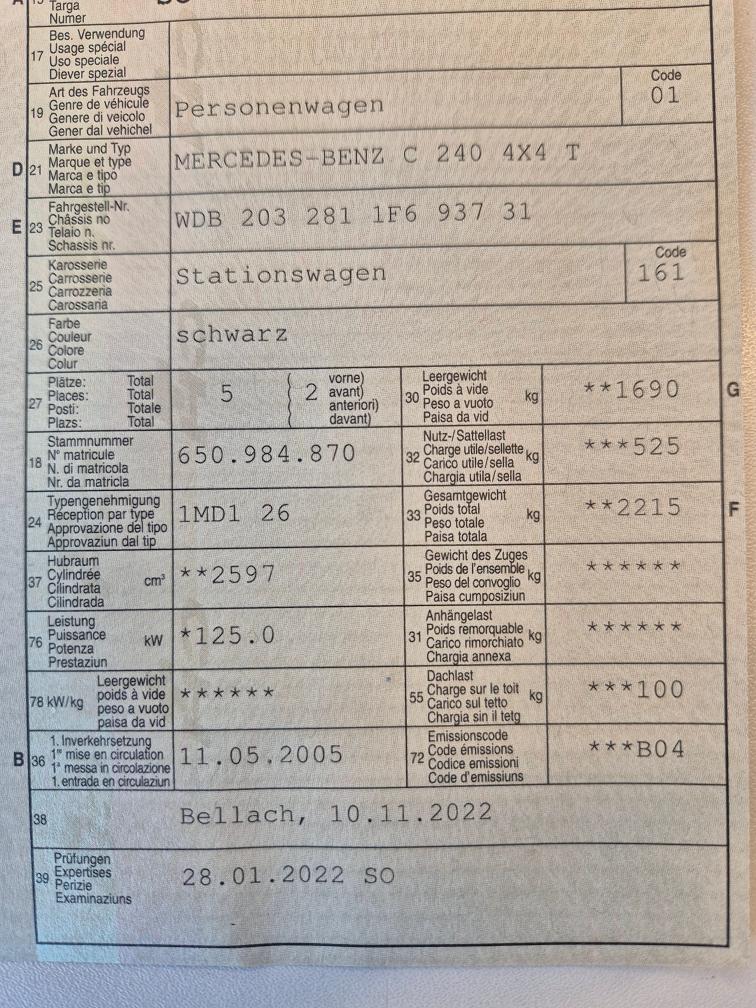 Targa
Numer
17
Bes. Verwendung
Usage spécial
Uso speciale
Diever spezial
19
Art des Fahrzeugs
Genre de véhicule
Genere di veicolo
Gener dal vehichel
Personenwagen
Code
01
D 21
Marke und Typ
Marque et type
Marca e tipo
Marca e tip
MERCEDES-BENZ C 240 4X4 T
E 23
Fahrgestell-Nr.
Châssis no
Telaio n.
Schassis nr.
WDB 203 281 1F6 937 31
25
Karosserie
Carrosserie
Carrozzeria
Carossaria
Stationswagen
Code
161
26
Farbe
Couleur
Colore
Colur
schwarz
27
Plätze: Total
Places: Total
Posti: Totale
Plazs: Total
5 ( 2
vorne)
avant)
anteriori)
davant)
30
Leergewicht
Poids à vide
Peso a vuoto
Paisa da vid
kg
**1690
G
18
Stammnummer
N° matricule
N. di matricola
Nr. da matricla
650.984.870
32
Nutz-/Sattellast
Charge utile/sellette
Carico utile/sella
Chargia utila/sella
kg
***525
24
Typengenehmigung
Réception par type
Approvazione del tipo
Approvaziun dal tip
1MD1 26
33
Gesamtgewicht
Poids total
Peso totale
Paisa totala
kg
**2215
F
37
Hubraum
Cylindrée
Cilindrata
Cilindrada
cm³
**2597
35
Gewicht des Zuges
Poids de l'ensemble
Peso del convoglio
Paisa cumposiziun
kg
******
76
Leistung
Puissance
Potenza
Prestaziun
kW
*125.0
31
Anhängelast
Poids remorquable
Carico rimorchiato
Chargia annexa
kg
******
78 kW/kg
Leergewicht
poids à vide
peso a vuoto
paisa da vid
******
55
Dachlast
Charge sur le toit
Carico sul tetto
Chargia sin il tetg
kg
***100
B 36
1. Inverkehrsetzung
1re mise en circulation
1a messa in circolazione
1. entrada en circulaziun
11.05.2005
72
Emissionscode
Code émissions
Codice emissioni
Code d'emissiuns
***B04
38
Bellach, 10.11.2022
39
Prüfungen
Expertises
Perizie
Examinaziuns
28.01.2022 SO